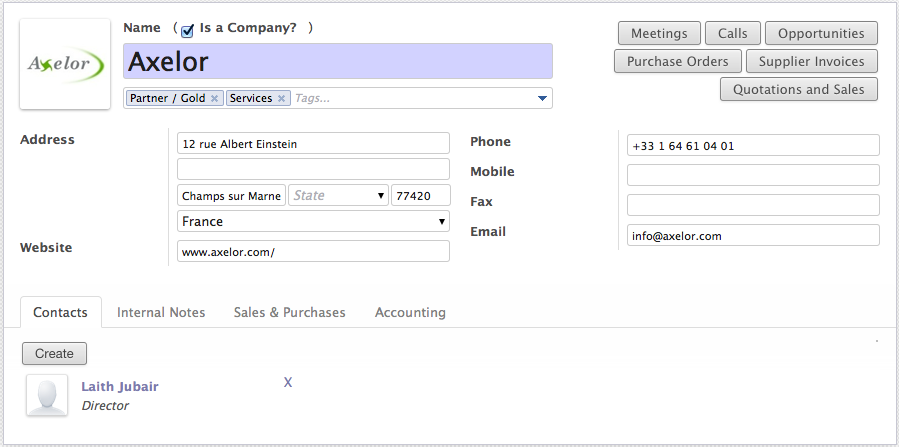 Axelor
Name ( Is a Company? )
Axelor
Partner / Gold x Services x Tags...
Meetings Calls Opportunities
Purchase Orders Supplier Invoices
Quotations and Sales
Address
12 rue Albert Einstein
Champs sur Marne State 77420
France
Website
www.axelor.com/
Phone
+33 1 64 61 04 01
Mobile
Fax
Email
info@axelor.com
Contacts Internal Notes Sales & Purchases Accounting
Create
Laith Jubair X
Director